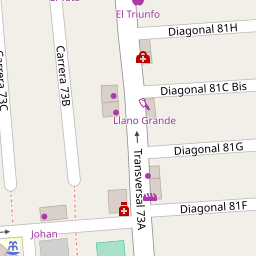 El Triunfo
Diagonal 81H
Carrera 73C
Carrera 73B
Diagonal 81C Bis
Llano Grande
Transversal 73A
Diagonal 81G
Diagonal 81F
Johan